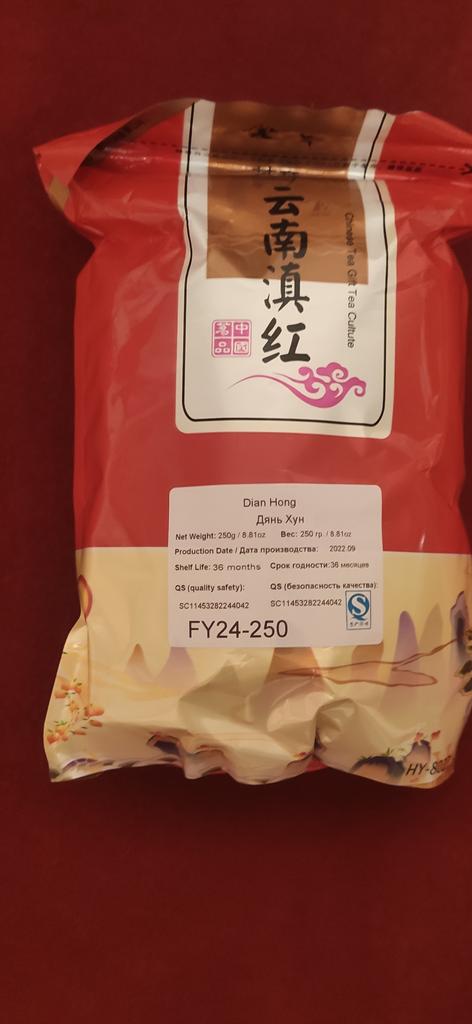 云南滇红
Chinese Tea Gift Tea Culture
中國
茗品
Dian Hong
Дянь Хун
Net Weight: 250g / 8.81oz Вес: 250 гр. / 8.81oz
Production Date / Дата производства: 2022.09
Shelf Life: 36 months Срок годности:36 месяцев
QS (quality safety): QS (безопасность качества):
SC11453282244042 SC11453282244042
FY24-250